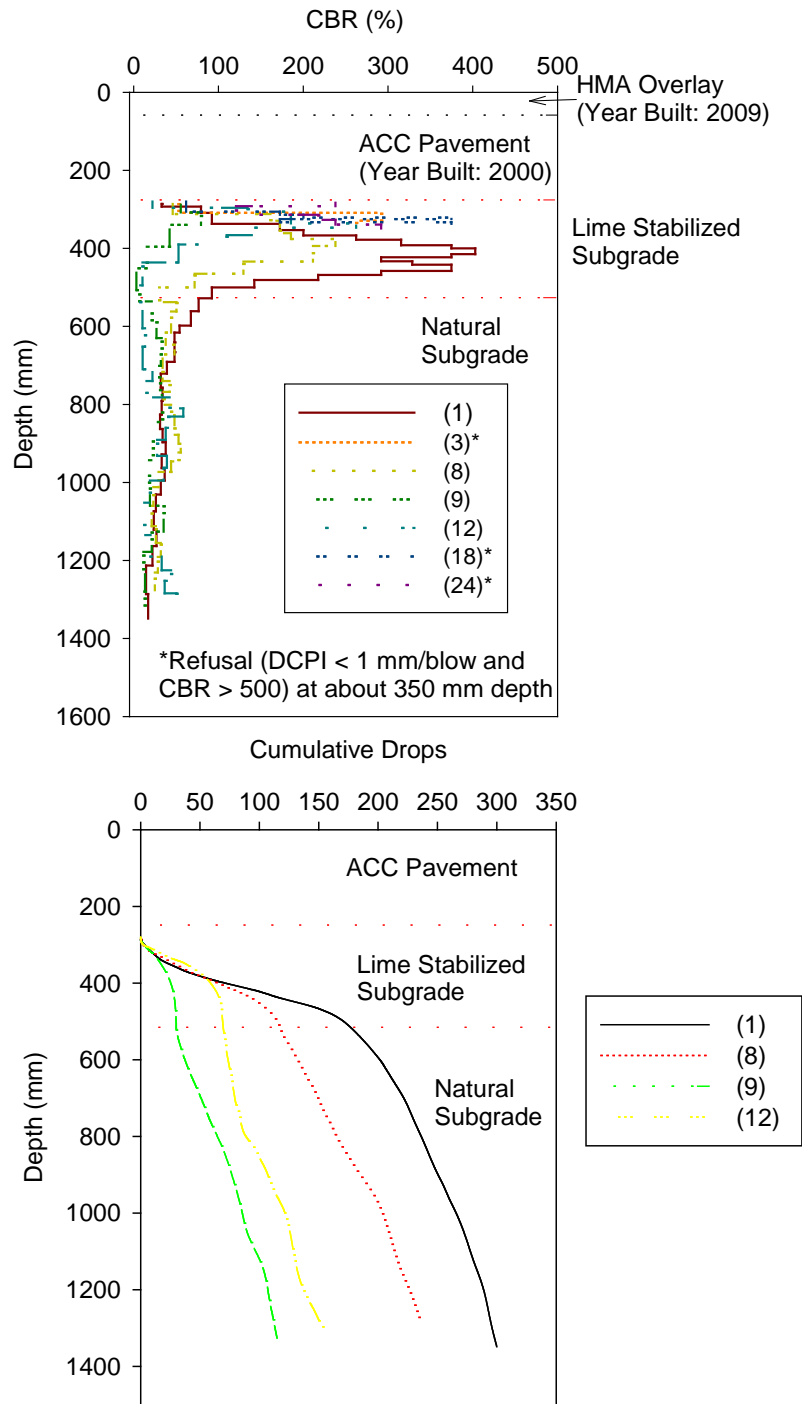 CBR (%)
0 100 200 300 400 500
0
200
400
600
800
1000
1200
1400
1600
Depth (mm)
HMA Overlay
(Year Built: 2009)
ACC Pavement
(Year Built: 2000)
Lime Stabilized
Subgrade
Natural
Subgrade
(1)
(3)*
(8)
(9)
(12)
(18)*
(24)*
*Refusal (DCPI < 1 mm/blow and
CBR > 500) at about 350 mm depth
Cumulative Drops
0 50 100 150 200 250 300 350
0
200
400
600
800
1000
1200
1400
Depth (mm)
ACC Pavement
Lime Stabilized
Subgrade
Natural
Subgrade
(1)
(8)
(9)
(12)